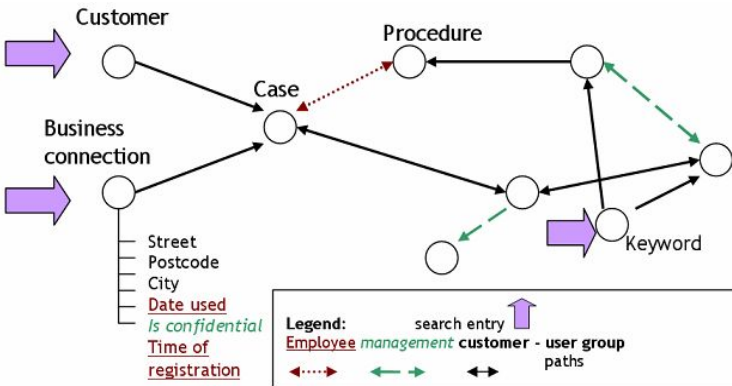 Customer
Procedure
Case
Business
connection
Street
Postcode
City
Date used
Is confidential
Time of
registration
Keyword
Legend:
search entry
Employee management customer - user group
paths